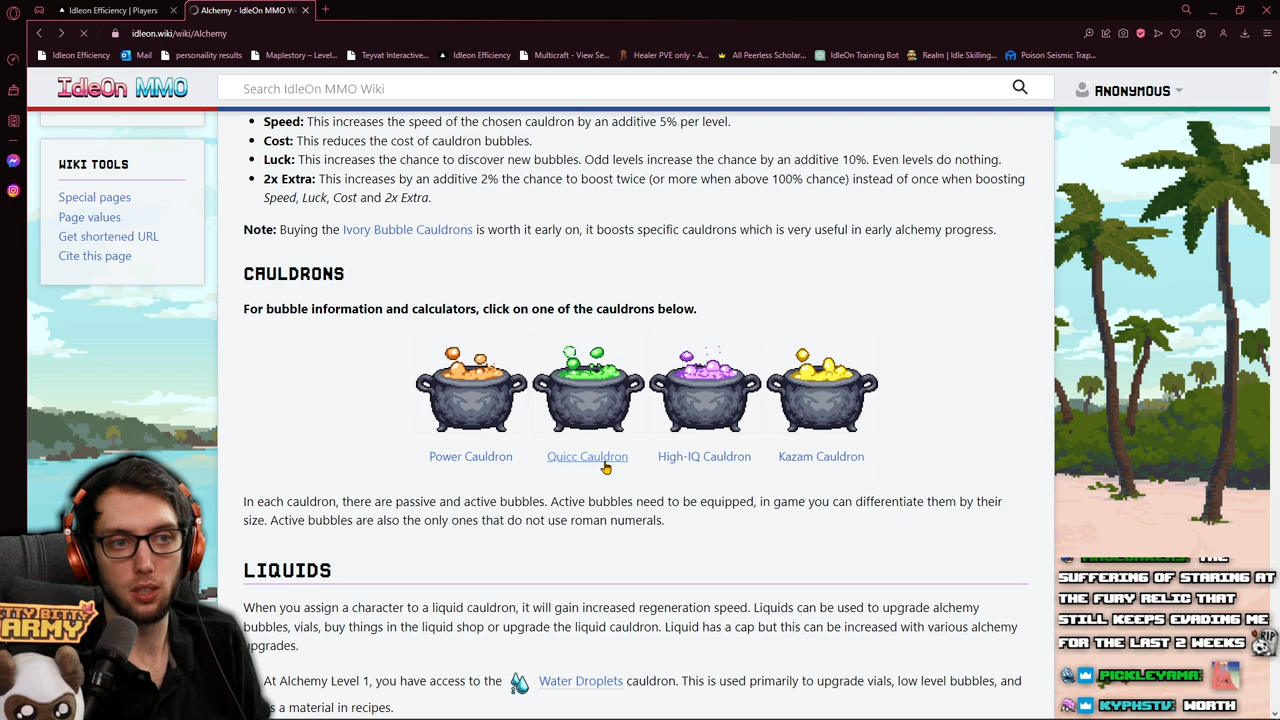 Idleon Efficiency | Players
Alchemy - IdleOn MMO W
idleon.wiki/wiki/Alchemy
Idleon Efficiency
Mail
personaility results
Maplestory – Level...
Teyvat Interactive...
Idleon Efficiency
Multicraft - View Se...
Healer PVE only - A...
All Peerless Scholar...
IdleOn Training Bot
Realm | Idle Skilling...
Poison Seismic Trap...
IdleOn MMO
Search IdleOn MMO Wiki
ANONYMOUS
WIKI TOOLS
Special pages
Page values
Get shortened URL
Cite this page
Speed: This increases the speed of the chosen cauldron by an additive 5% per level.
Cost: This reduces the cost of cauldron bubbles.
Luck: This increases the chance to discover new bubbles. Odd levels increase the chance by an additive 10%. Even levels do nothing.
2x Extra: This increases by an additive 2% the chance to boost twice (or more when above 100% chance) instead of once when boosting
Speed, Luck, Cost and 2x Extra.
Note: Buying the Ivory Bubble Cauldrons is worth it early on, it boosts specific cauldrons which is very useful in early alchemy progress.
CAULDRONS
For bubble information and calculators, click on one of the cauldrons below.
Power Cauldron
Quicc Cauldron
High-IQ Cauldron
Kazam Cauldron
In each cauldron, there are passive and active bubbles. Active bubbles need to be equipped, in game you can differentiate them by their
size. Active bubbles are also the only ones that do not use roman numerals.
LIQUIDS
When you assign a character to a liquid cauldron, it will gain increased regeneration speed. Liquids can be used to upgrade alchemy
bubbles, vials, buy things in the liquid shop or upgrade the liquid cauldron. Liquid has a cap but this can be increased with various alchemy
upgrades.
At Alchemy Level 1, you ha the Water Droplets cauldron. This is used primarily to upgrade vials, low level bubbles, and
s a material in recipes.
ITTY BITTY
ARMY
THE
SUFFERING OF STARING AT
THE FURY RELIC THAT
STILL KEEPS EVADING ME
FOR THE LAST 2 WEEKS
RIP
PICKLEYAMA:
KYPHSTV: WORTH